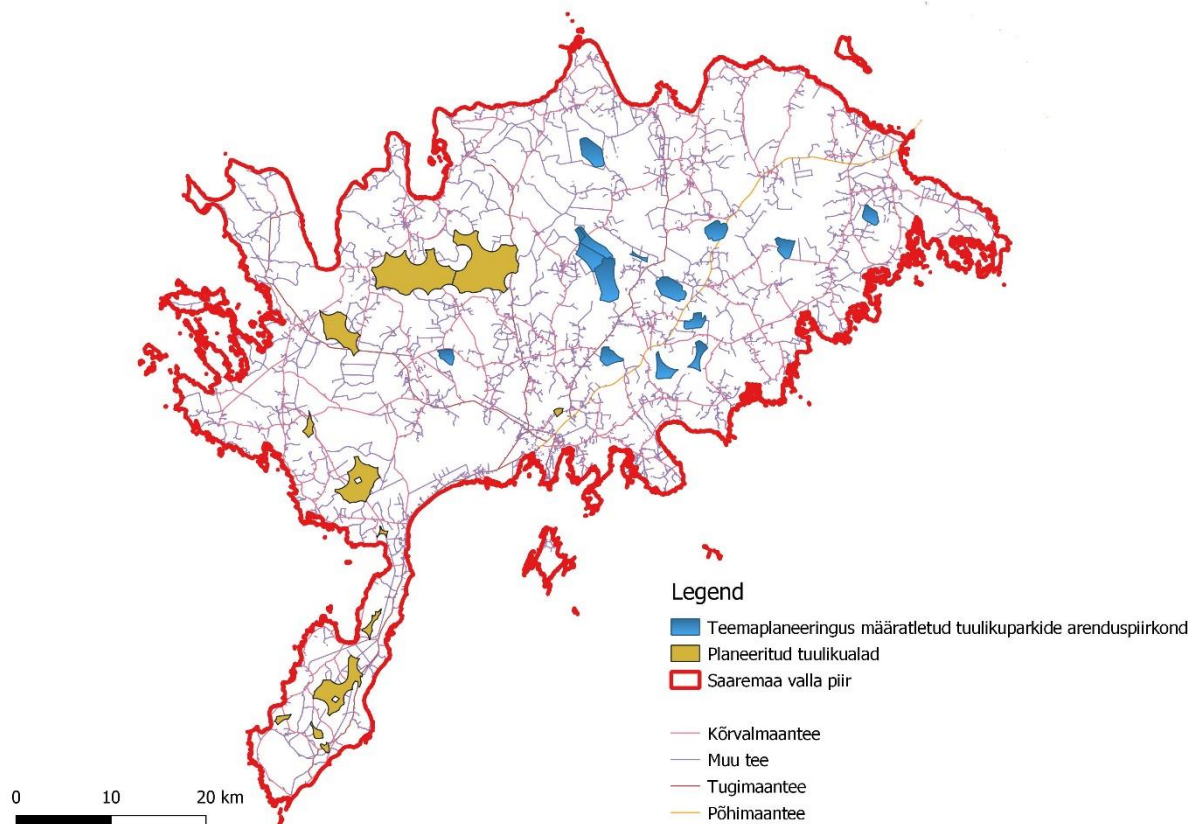 Legend
Teemaplaneeringus määratletud tuulikuparkide arenduspiirkond
Planeeritud tuulikualad
Saaremaa valla piir
Kõrvalmaantee
Muu tee
Tugimaantee
Põhimaantee
0 10 20 km